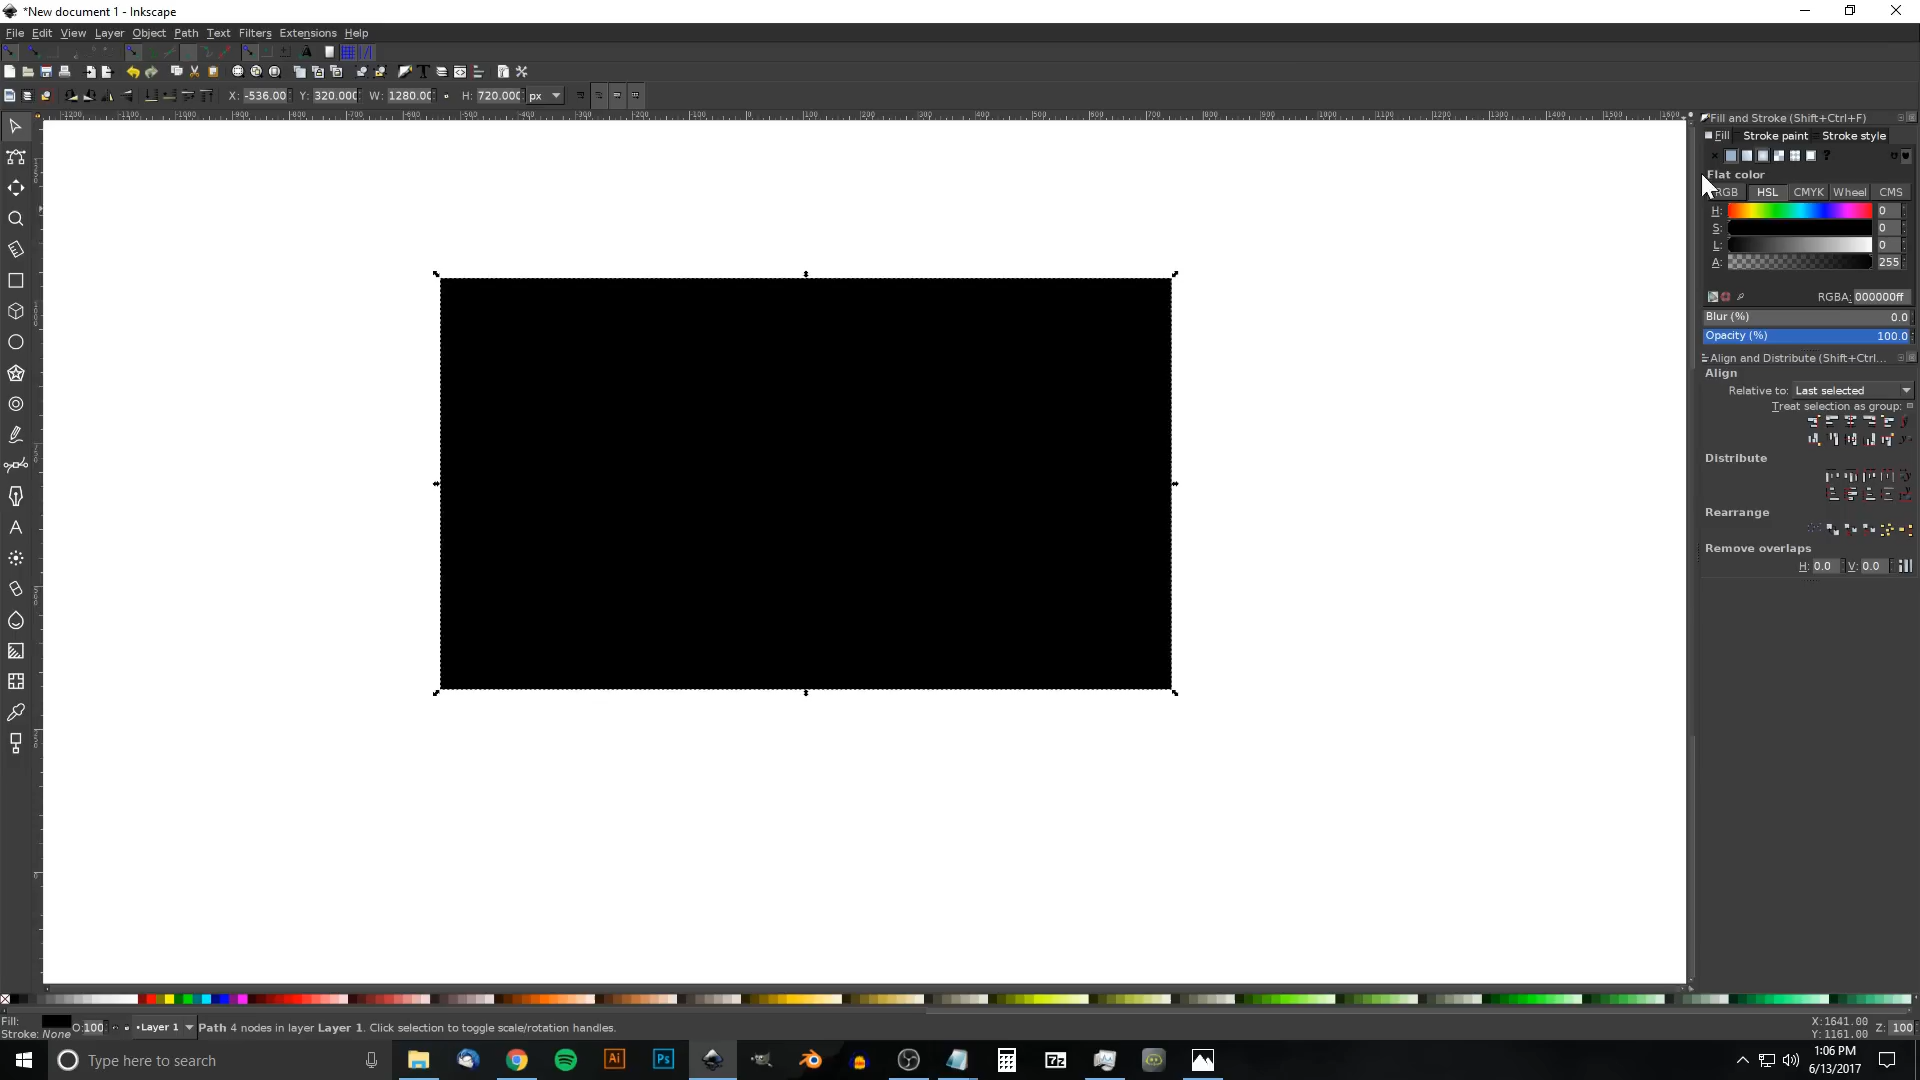 *New document 1 - Inkscape
File Edit View Layer Object Path Text Filters Extensions Help
X: -536.00 Y: 320.000 W: 1280.00 H: 720.000 px
Fill and Stroke (Shift+Ctrl+F)
Fill Stroke paint Stroke style
Flat color
RGB HSL CMYK Wheel CMS
H: 0
S: 0
L: 0
A: 255
RGBA: 000000ff
Blur (%) 0.0
Opacity (%) 100.0
Align and Distribute (Shift+Ctrl...
Align
Relative to: Last selected
Treat selection as group:
Distribute
Rearrange
Remove overlaps
H: 0.0 V: 0.0
Fill:
Stroke: None
O: 100
•Layer 1
Path 4 nodes in layer Layer 1. Click selection to toggle scale/rotation handles.
X:1641.00
Y:1161.00
Z: 100
Type here to search
Ai
Ps
7z
1:06 PM
6/13/2017